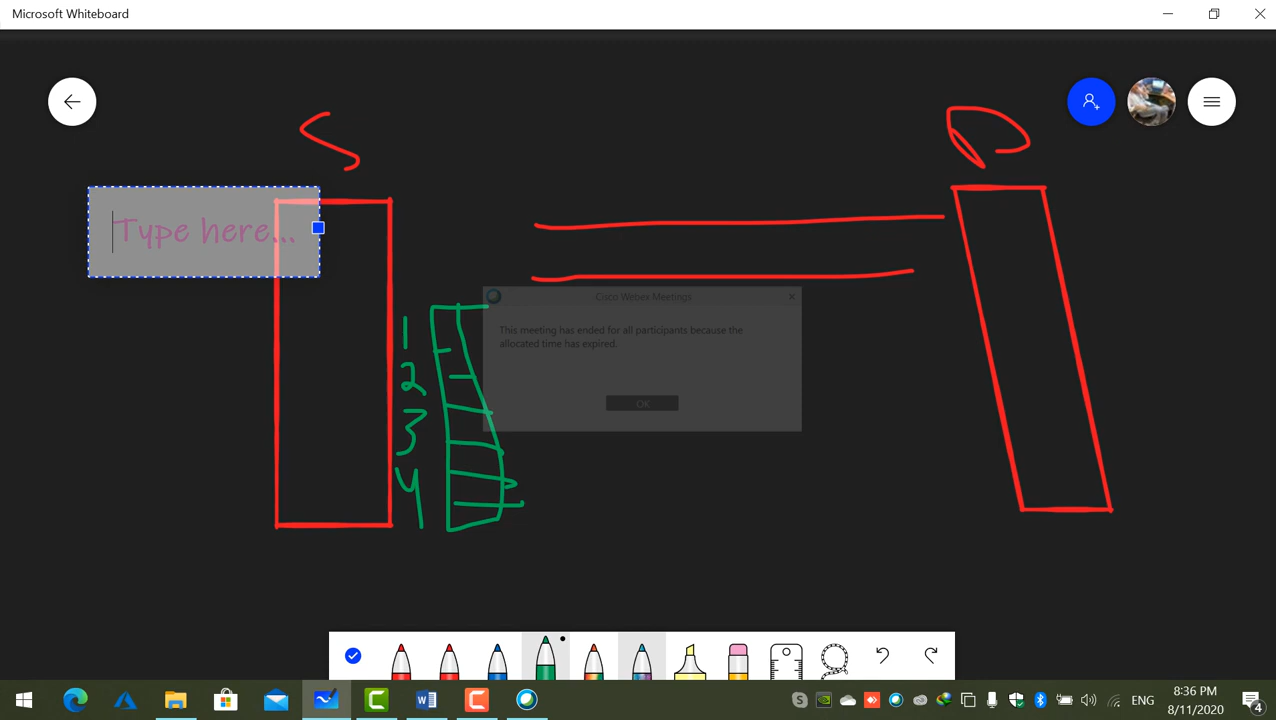 Microsoft Whiteboard
S
D
Type here...
Cisco Webex Meetings
This meeting has ended for all participants because the
allocated time has expired.
OK
1
2
3
4
ENG
8:36 PM
8/11/2020
4